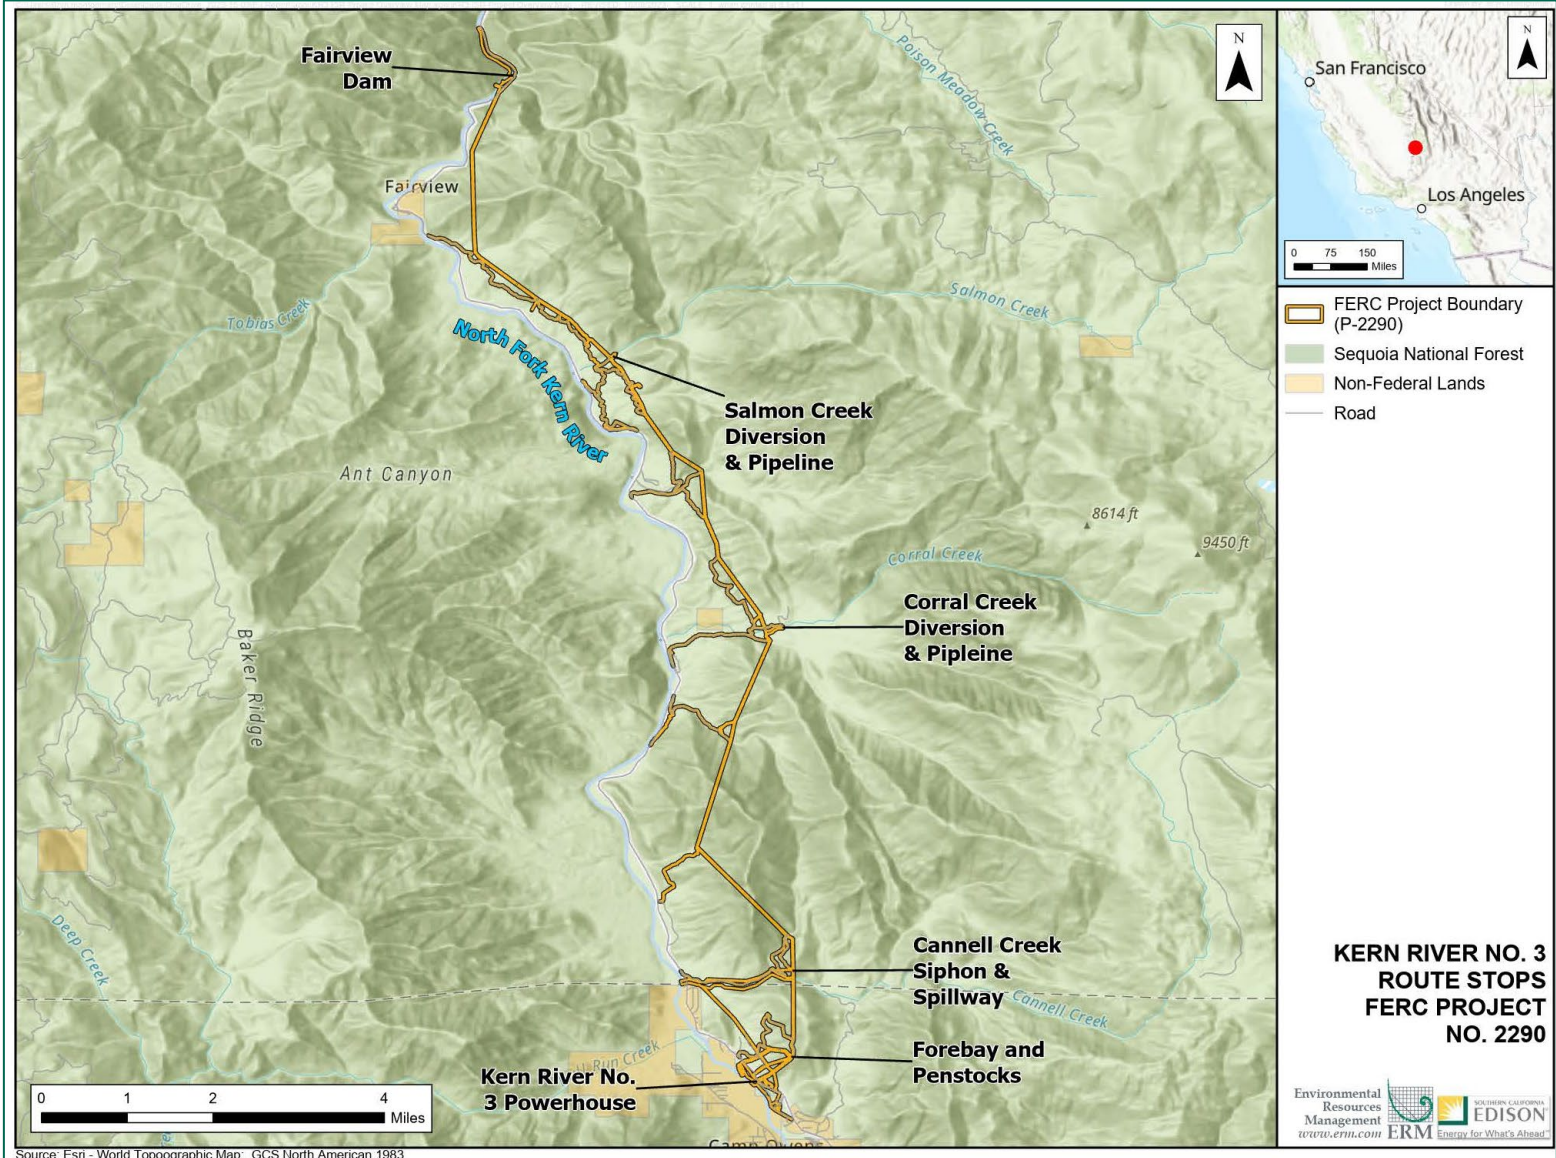 Fairview
Dam
Fairview
Poison Meadow Creek
Tobias Creek
North Fork Kern River
Salmon Creek
Salmon Creek
Diversion
& Pipeline
Ant Canyon
8614 ft
9450 ft
Corral Creek
Corral Creek
Diversion
& Pipleine
Baker Ridge
Deep Creek
Cannell Creek
Siphon &
Spillway
Cannell Creek
Run Creek
Forebay and
Penstocks
Kern River No.
3 Powerhouse
Camp Owens
0 1 2 4
Miles
N
N
San Francisco
Los Angeles
0 75 150
Miles
FERC Project Boundary
(P-2290)
Sequoia National Forest
Non-Federal Lands
Road
KERN RIVER NO. 3
ROUTE STOPS
FERC PROJECT
NO. 2290
Environmental
Resources
Management
www.erm.com
ERM
SOUTHERN CALIFORNIA
EDISON
Energy for What's Ahead
Source: Esri - World Topographic Map; GCS North American 1983